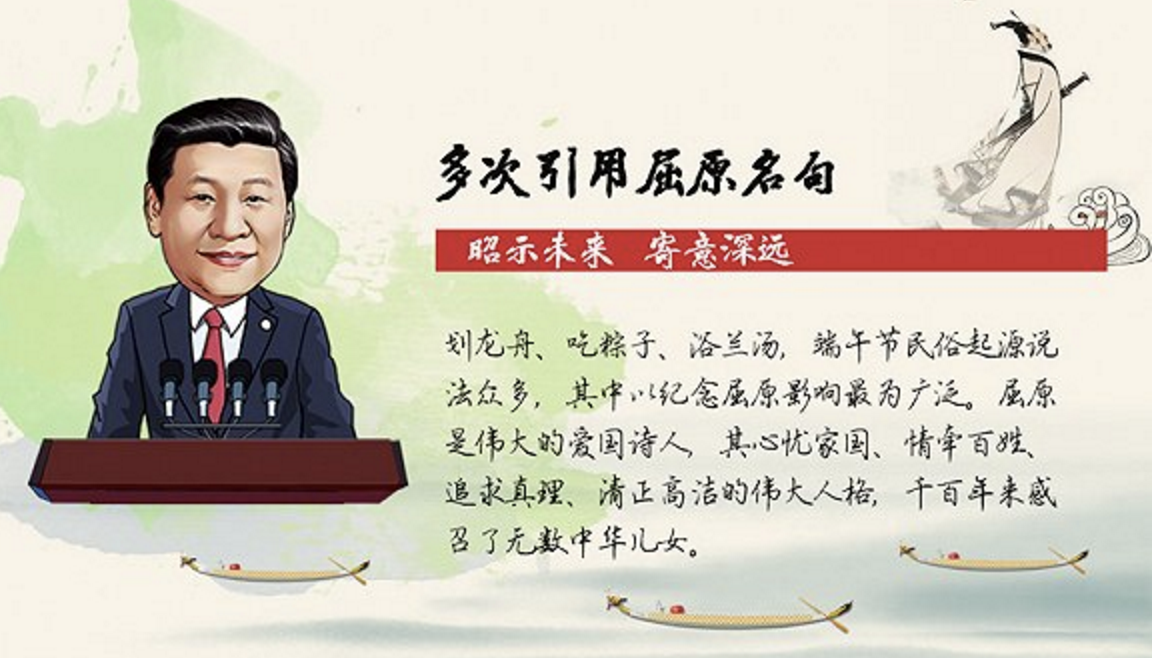 多次引用屈原名句
昭示未来 寄意深远
划龙舟、吃粽子、浴兰汤，端午节民俗起源说
法众多，其中以纪念屈原影响最为广泛。屈原
是伟大的爱国诗人，其心忧家国、情牵百姓、
追求真理、清正高洁的伟大人格，千百年来感
召了无数中华儿女。